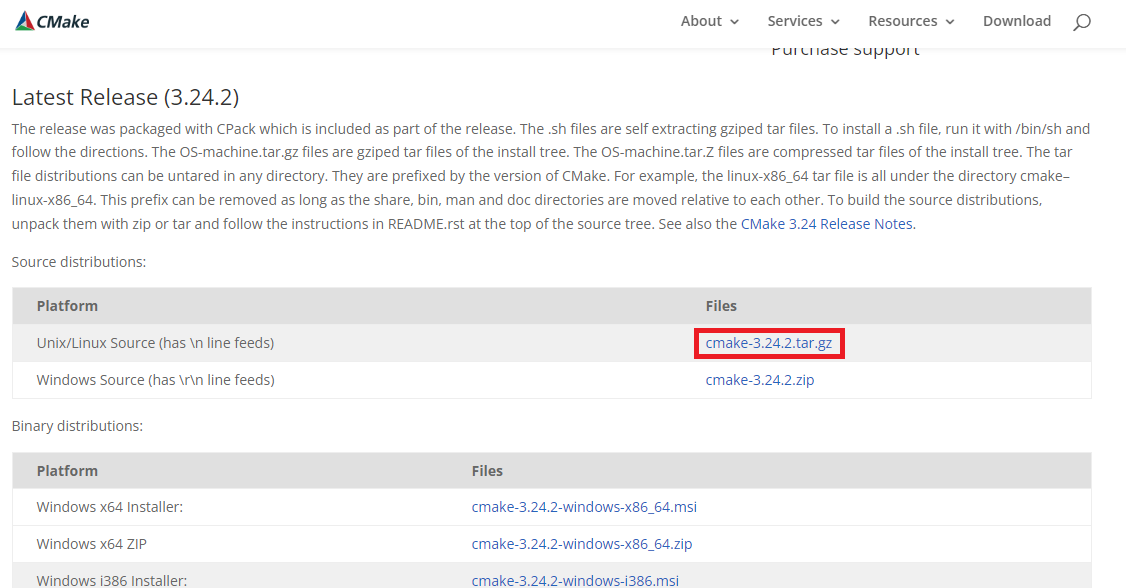 CMake
About
Services
Resources
Download
Purchase support
Latest Release (3.24.2)
The release was packaged with CPack which is included as part of the release. The .sh files are self extracting gziped tar files. To install a .sh file, run it with /bin/sh and
follow the directions. The OS-machine.tar.gz files are gziped tar files of the install tree. The OS-machine.tar.Z files are compressed tar files of the install tree. The tar
file distributions can be untared in any directory. They are prefixed by the version of CMake. For example, the linux-x86_64 tar file is all under the directory cmake–
linux-x86_64. This prefix can be removed as long as the share, bin, man and doc directories are moved relative to each other. To build the source distributions,
unpack them with zip or tar and follow the instructions in README.rst at the top of the source tree. See also the CMake 3.24 Release Notes.
Source distributions:
Platform Files
Unix/Linux Source (has \n line feeds) cmake-3.24.2.tar.gz
Windows Source (has \r\n line feeds) cmake-3.24.2.zip
Binary distributions:
Platform Files
Windows x64 Installer: cmake-3.24.2-windows-x86_64.msi
Windows x64 ZIP cmake-3.24.2-windows-x86_64.zip
Windows i386 Installer: cmake-3.24.2-windows-i386.msi